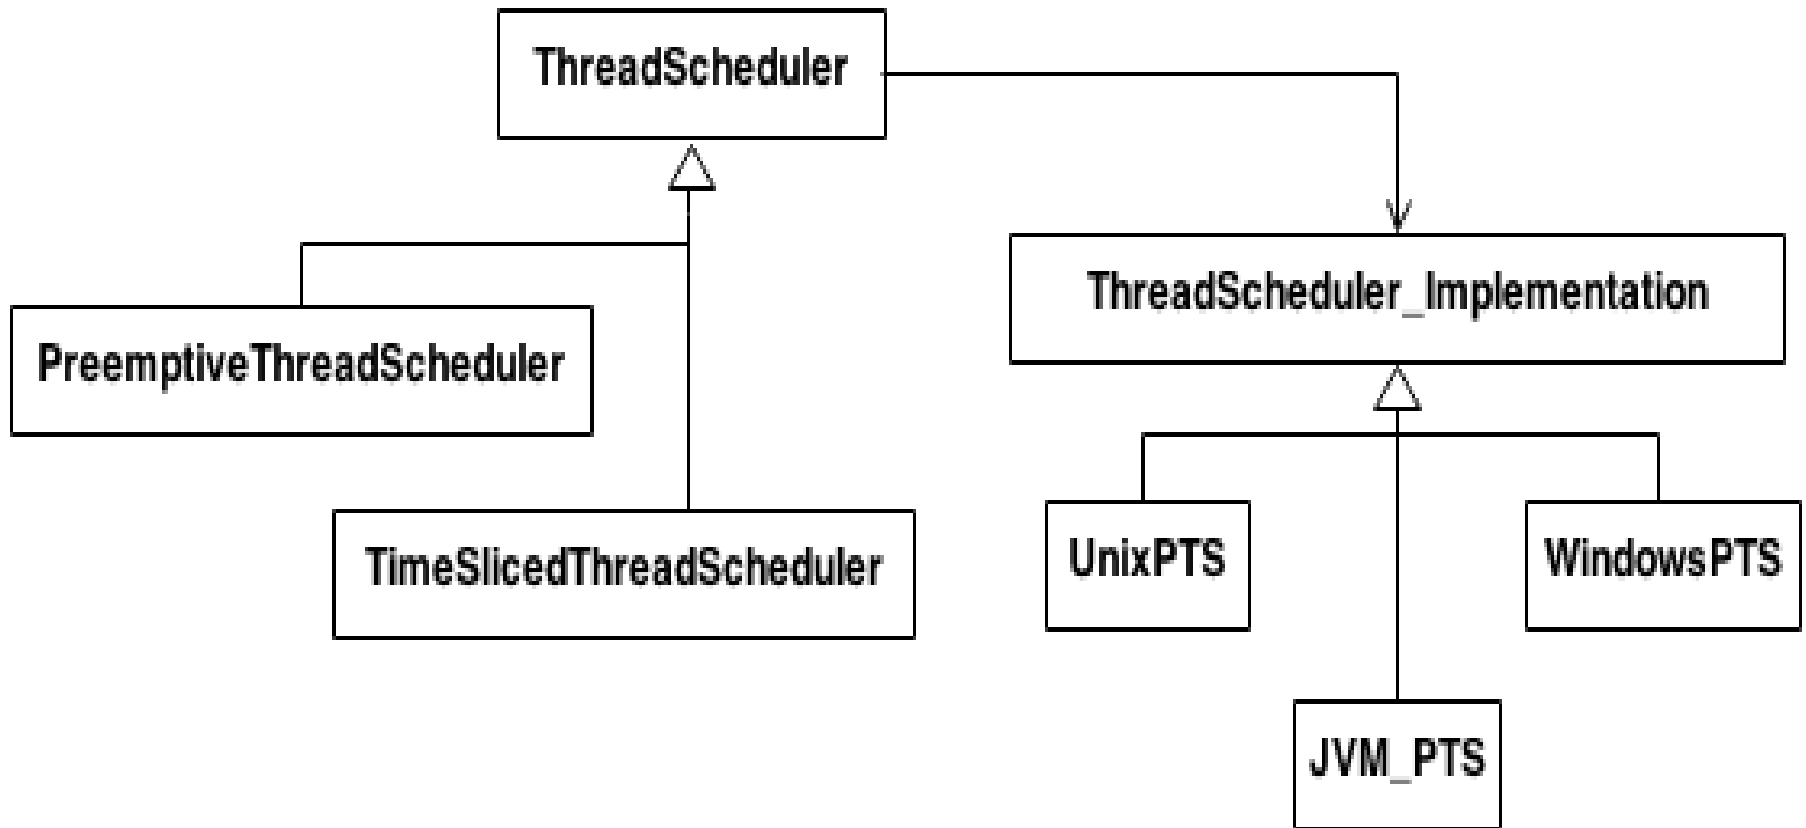 ThreadScheduler
ThreadScheduler_Implementation
PreemptiveThreadScheduler
TimeSlicedThreadScheduler
UnixPTS
WindowsPTS
JVM_PTS